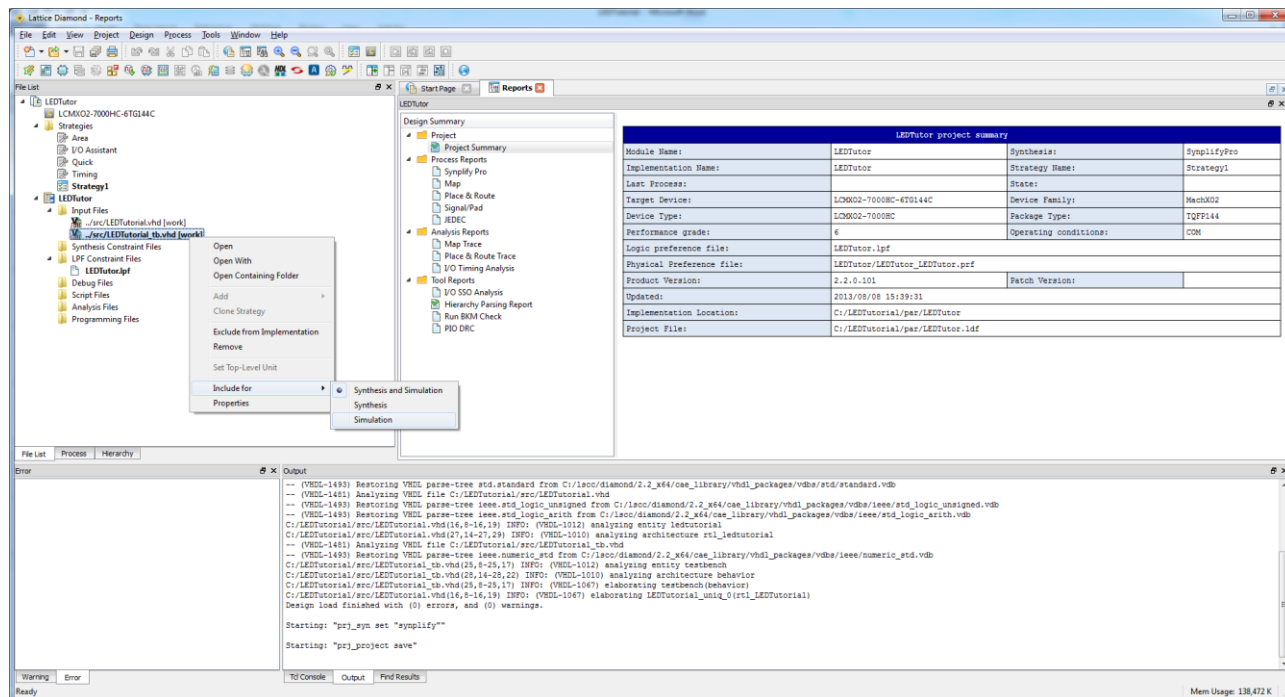 Lattice Diamond - Reports
File Edit View Project Design Process Tools Window Help
File List
LEDTutor
LCMXO2-7000HC-6TG144C
Strategies
Area
I/O Assistant
Quick
Timing
Strategy1
LEDTutor
Input Files
../src/LEDTutorial.vhd [work]
../src/LEDTutorial_tb.vhd [work]
Synthesis Constraint Files
LPF Constraint Files
LEDTutor.lpf
Debug Files
Script Files
Analysis Files
Programming Files
Open
Open With
Open Containing Folder
Add
Clone Strategy
Exclude from Implementation
Remove
Set Top-Level Unit
Include for
Properties
Synthesis and Simulation
Synthesis
Simulation
File List Process Hierarchy
Start Page Reports
LEDTutor
Design Summary
Project
Project Summary
Process Reports
Synplify Pro
Map
Place & Route
Signal/Pad
JEDEC
Analysis Reports
Map Trace
Place & Route Trace
I/O Timing Analysis
Tool Reports
I/O SSO Analysis
Hierarchy Parsing Report
Run BKM Check
PIO DRC
LEDTutor project summary
Module Name: LEDTutor Synthesis: SynplifyPro
Implementation Name: LEDTutor Strategy Name: Strategy1
Last Process: State:
Target Device: LCMXO2-7000HC-6TG144C Device Family: MachXO2
Device Type: LCMXO2-7000HC Package Type: TQFP144
Performance grade: 6 Operating conditions: COM
Logic preference file: LEDTutor.lpf
Physical Preference file: LEDTutor/LEDTutor_LEDTutor.prf
Product Version: 2.2.0.101 Patch Version:
Updated: 2013/08/08 15:39:31
Implementation Location: C:/LEDTutorial/par/LEDTutor
Project File: C:/LEDTutorial/par/LEDTutor.ldf
Error
Output
-- (VHDL-1493) Restoring VHDL parse-tree std.standard from C:/lscc/diamond/2.2_x64/cae_library/vhdl_packages/vdbs/std/standard.vdb
-- (VHDL-1481) Analyzing VHDL file C:/LEDTutorial/src/LEDTutorial.vhd
-- (VHDL-1493) Restoring VHDL parse-tree ieee.std_logic_unsigned from C:/lscc/diamond/2.2_x64/cae_library/vhdl_packages/vdbs/ieee/std_logic_unsigned.vdb
-- (VHDL-1493) Restoring VHDL parse-tree ieee.std_logic_arith from C:/lscc/diamond/2.2_x64/cae_library/vhdl_packages/vdbs/ieee/std_logic_arith.vdb
C:/LEDTutorial/src/LEDTutorial.vhd(16,8-16,19) INFO: (VHDL-1012) analyzing entity ledtutorial
C:/LEDTutorial/src/LEDTutorial.vhd(27,14-27,29) INFO: (VHDL-1010) analyzing architecture rtl_ledtutorial
-- (VHDL-1481) Analyzing VHDL file C:/LEDTutorial/src/LEDTutorial_tb.vhd
-- (VHDL-1493) Restoring VHDL parse-tree ieee.numeric_std from C:/lscc/diamond/2.2_x64/cae_library/vhdl_packages/vdbs/ieee/numeric_std.vdb
C:/LEDTutorial/src/LEDTutorial_tb.vhd(25,8-25,17) INFO: (VHDL-1012) analyzing entity testbench
C:/LEDTutorial/src/LEDTutorial_tb.vhd(28,14-28,22) INFO: (VHDL-1010) analyzing architecture behavior
C:/LEDTutorial/src/LEDTutorial_tb.vhd(25,8-25,17) INFO: (VHDL-1067) elaborating testbench(behavior)
C:/LEDTutorial/src/LEDTutorial.vhd(16,8-16,19) INFO: (VHDL-1067) elaborating LEDTutorial_uniq_0(rtl_LEDTutorial)
Design load finished with (0) errors, and (0) warnings.
Starting: "prj_syn set "synplify""
Starting: "prj_project save"
Warning Error
Tcl Console Output Find Results
Ready
Mem Usage: 138,472 K